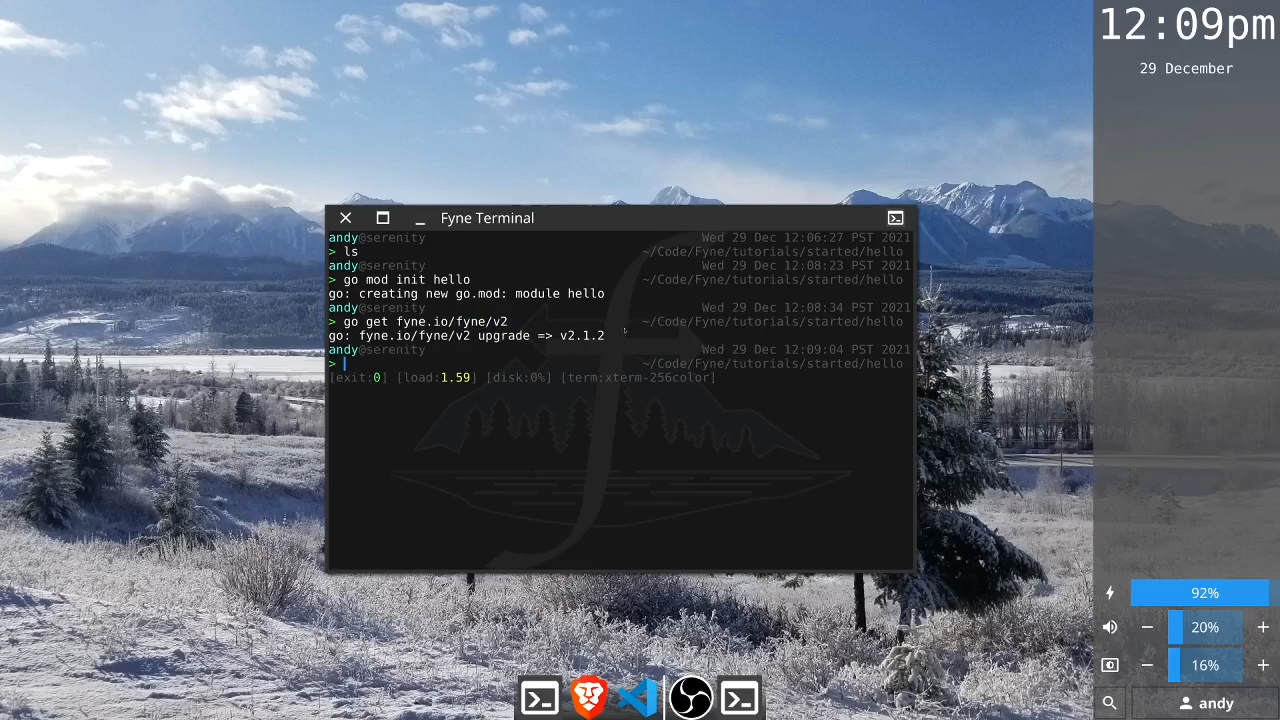 12:09pm
29 December
Fyne Terminal
andy@serenity Wed 29 Dec 12:06:27 PST 2021
> ls ~/Code/Fyne/tutorials/started/hello
andy@serenity Wed 29 Dec 12:08:23 PST 2021
> go mod init hello ~/Code/Fyne/tutorials/started/hello
go: creating new go.mod: module hello
andy@serenity Wed 29 Dec 12:08:34 PST 2021
> go get fyne.io/fyne/v2 ~/Code/Fyne/tutorials/started/hello
go: fyne.io/fyne/v2 upgrade => v2.1.2
andy@serenity Wed 29 Dec 12:09:04 PST 2021
> ~/Code/Fyne/tutorials/started/hello
[exit:0] [load:1.59] [disk:0%] [term:xterm-256color]
92%
20%
16%
andy